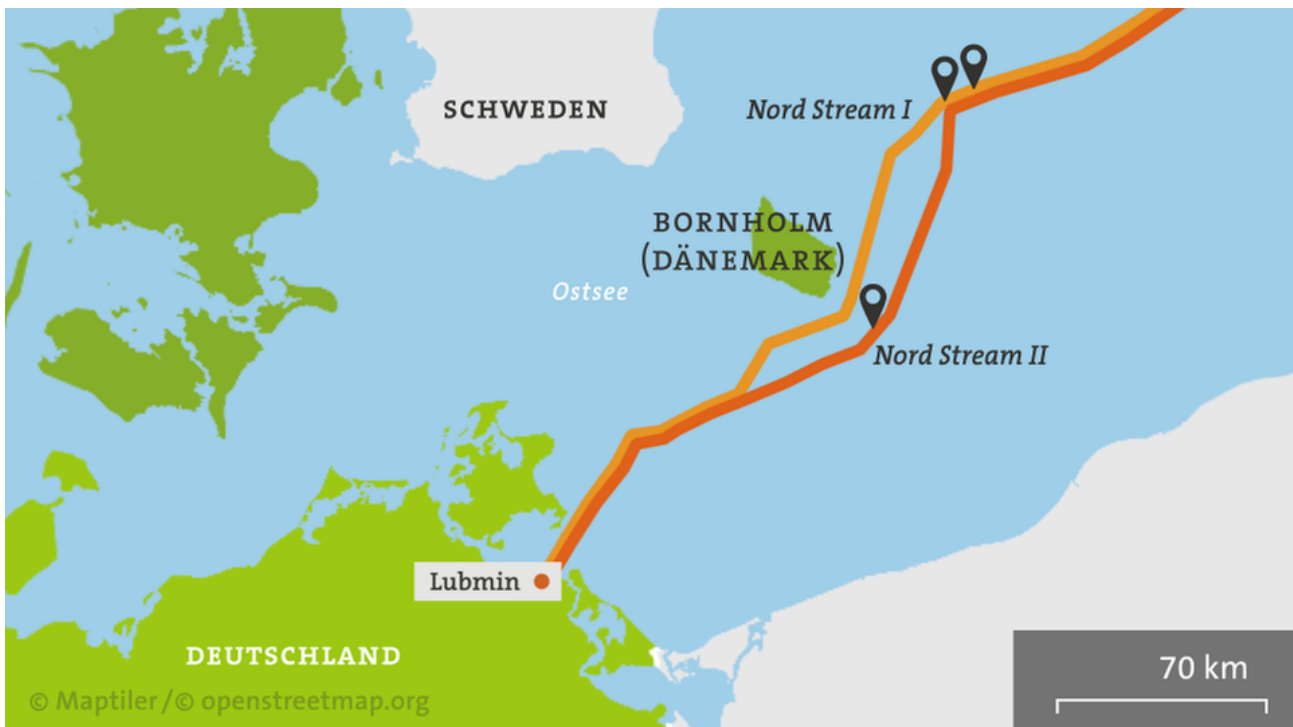 SCHWEDEN
Nord Stream I
BORNHOLM
(DÄNEMARK)
Ostsee
Nord Stream II
Lubmin
DEUTSCHLAND
70 km
© Maptiler/© openstreetmap.org